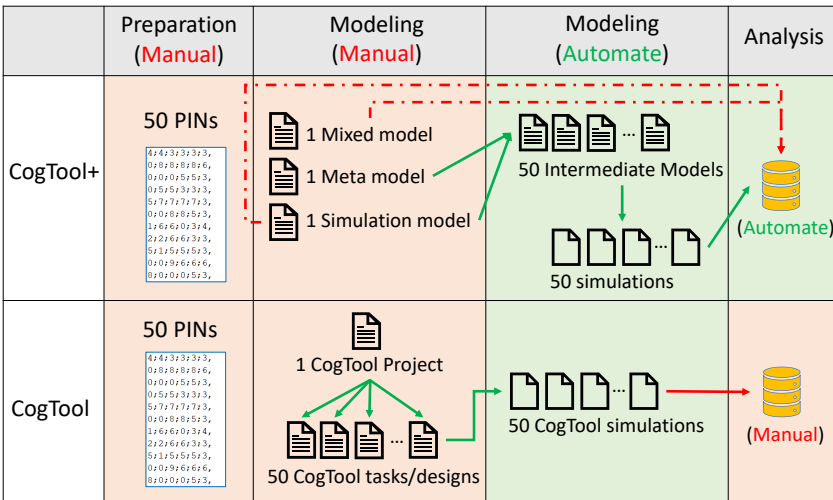 Preparation
(Manual)
Modeling
(Manual)
Modeling
(Automate)
Analysis
CogTool+
50 PINs
4;4;3;3;3;3,
0;8;8;8;8;6,
0;0;0;5;5;3,
0;5;5;3;3;3,
5;7;7;7;7;3,
0;0;8;8;5;3,
1;6;6;0;3;4,
2;2;6;6;3;3,
5;1;5;5;5;3,
0;0;9;6;6;6,
8;0;0;0;5;3,
1 Mixed model
1 Meta model
1 Simulation model
...
50 Intermediate Models
...
50 simulations
(Automate)
CogTool
50 PINs
4;4;3;3;3;3,
0;8;8;8;8;6,
0;0;0;5;5;3,
0;5;5;3;3;3,
5;7;7;7;7;3,
0;0;8;8;5;3,
1;6;6;0;3;4,
2;2;6;6;3;3,
5;1;5;5;5;3,
0;0;9;6;6;6,
8;0;0;0;5;3,
1 CogTool Project
...
50 CogTool tasks/designs
...
50 CogTool simulations
(Manual)